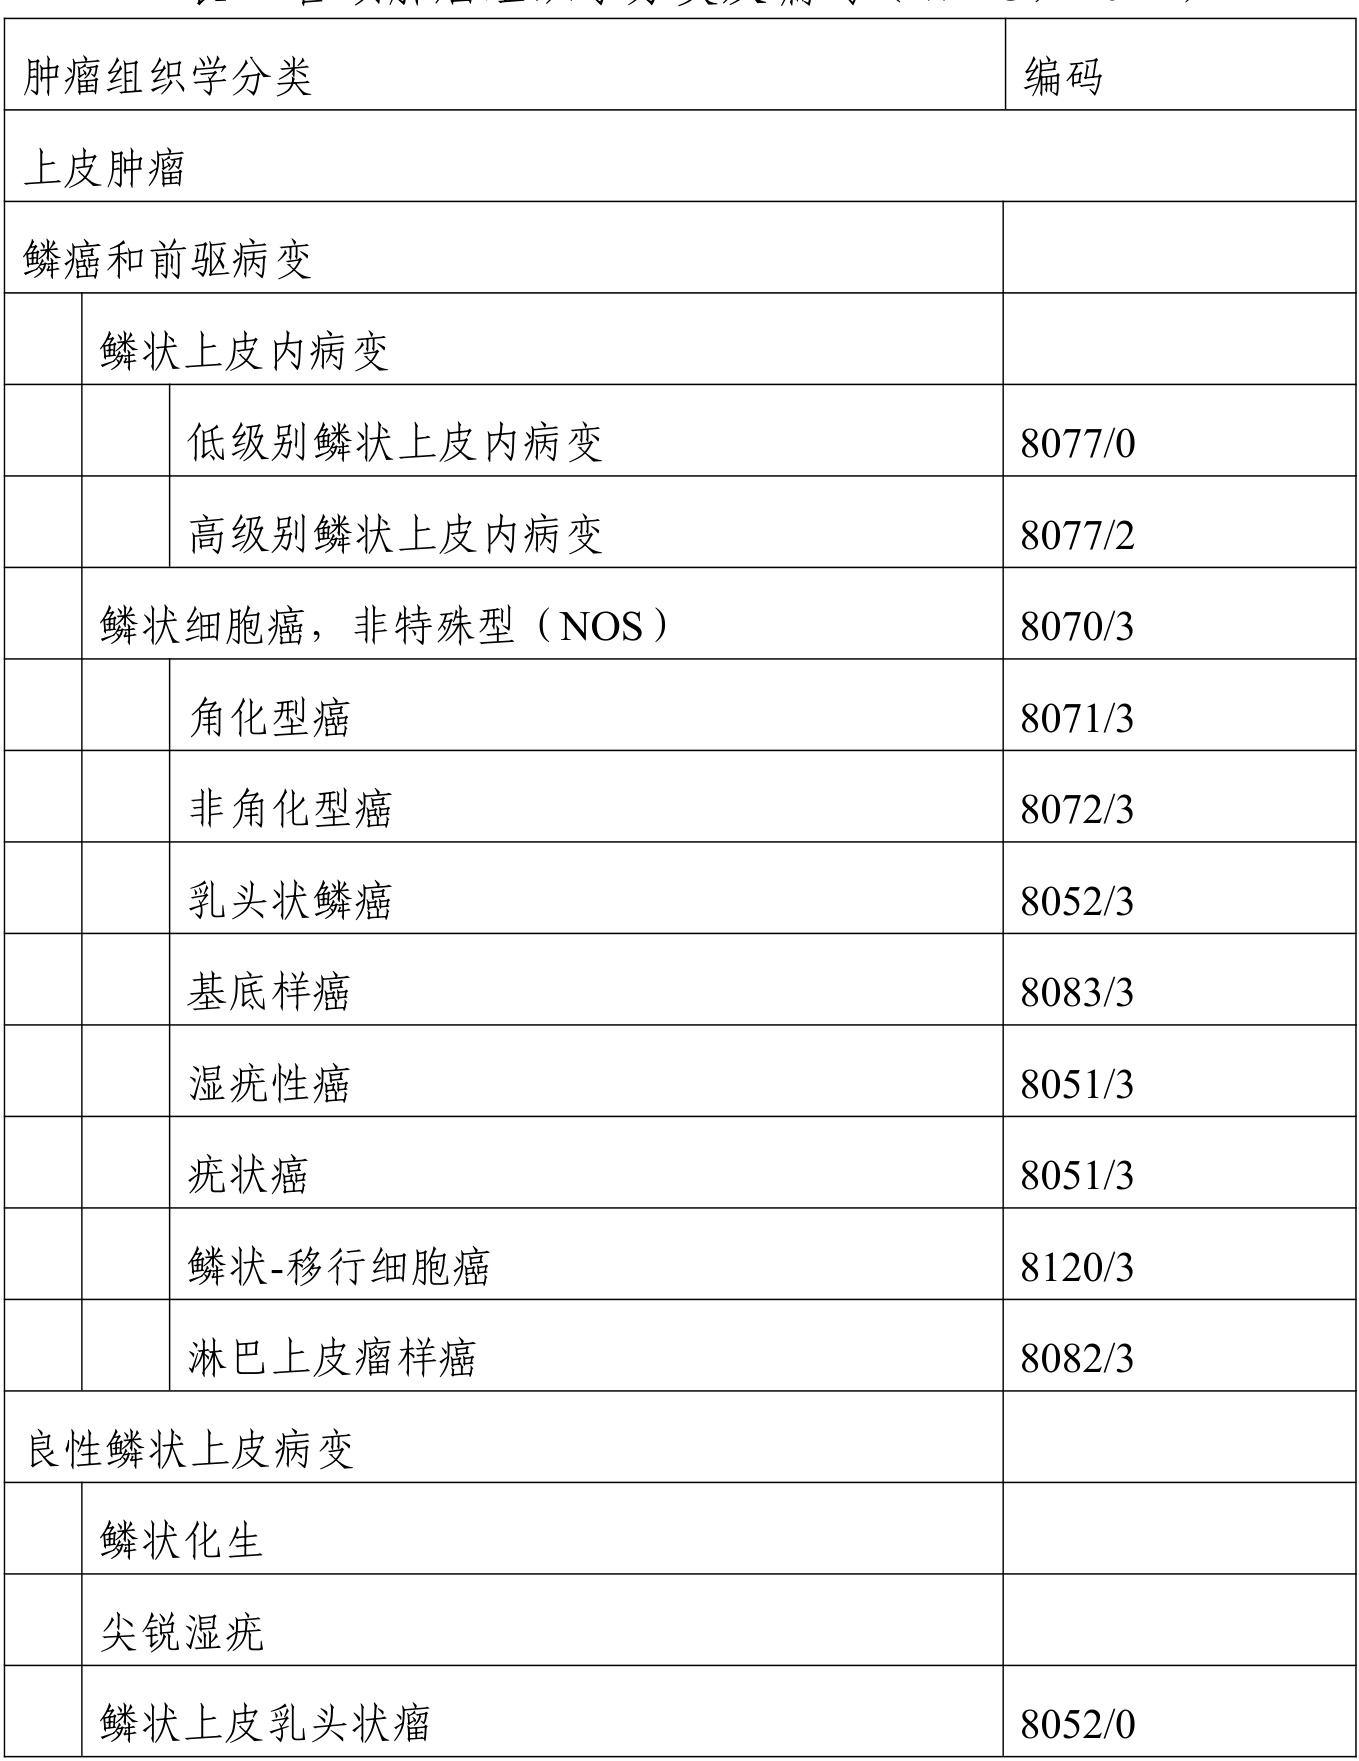 肿瘤组织学分类 编码
上皮肿瘤
鳞癌和前驱病变
鳞状上皮内病变
低级别鳞状上皮内病变 8077/0
高级别鳞状上皮内病变 8077/2
鳞状细胞癌，非特殊型（NOS） 8070/3
角化型癌 8071/3
非角化型癌 8072/3
乳头状鳞癌 8052/3
基底样癌 8083/3
湿疣性癌 8051/3
疣状癌 8051/3
鳞状-移行细胞癌 8120/3
淋巴上皮瘤样癌 8082/3
良性鳞状上皮病变
鳞状化生
尖锐湿疣
鳞状上皮乳头状瘤 8052/0